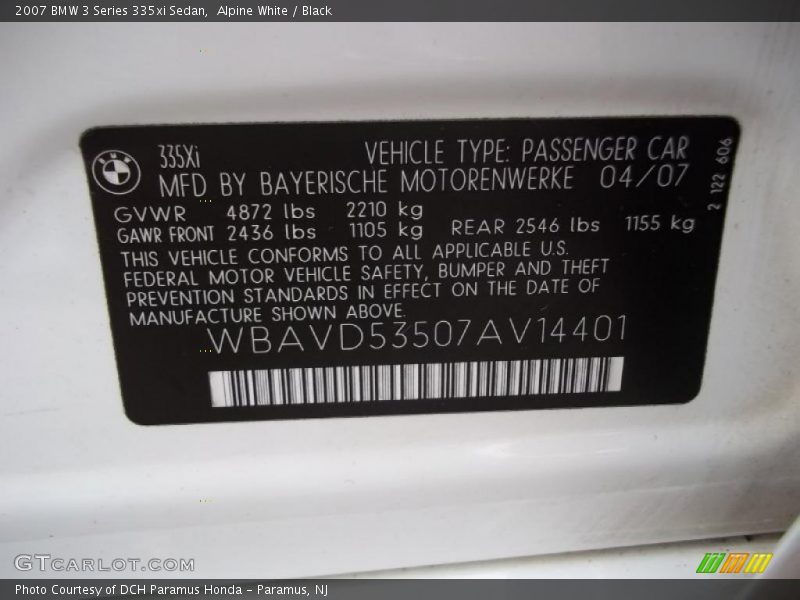 2007 BMW 3 Series 335xi Sedan,  Alpine White / Black
335Xi VEHICLE TYPE: PASSENGER CAR
MFD BY BAYERISCHE MOTORENWERKE 04/07
2 122 606
GVWR 4872 lbs 2210 kg
GAWR FRONT 2436 lbs 1105 kg REAR 2546 lbs 1155 kg
THIS VEHICLE CONFORMS TO ALL APPLICABLE U.S.
FEDERAL MOTOR VEHICLE SAFETY, BUMPER AND THEFT
PREVENTION STANDARDS IN EFFECT ON THE DATE OF
MANUFACTURE SHOWN ABOVE.
WBAVD53507AV14401
GTCARLOT.COM
Photo Courtesy of DCH Paramus Honda - Paramus, NJ